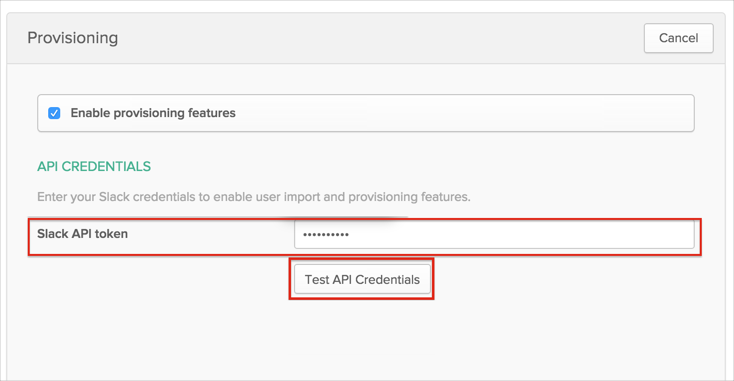 Provisioning
Cancel
Enable provisioning features
API CREDENTIALS
Enter your Slack credentials to enable user import and provisioning features.
Slack API token
••••••••••
Test API Credentials